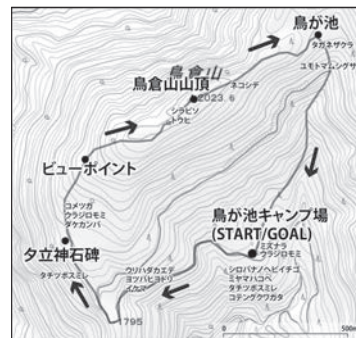 鳥が池
タガネザクラ
ユモトマムシグサ
鳥倉山
ネコシデ
鳥倉山山頂
2023.6
シラビソ
トウヒ
ビューポイント
コメツガ
ウラジロモミ
ダケカンバ
夕立神石碑
タチツボスミレ
鳥が池キャンプ場
(START/GOAL)
ミズナラ
ウラジロモミ
シロバナノヘビイチゴ
ミヤマハコベ
タチツボスミレ
コテングクワガタ
ウリハダカエデ
ヨツバヒヨドリ
イケマ
1795
0
500m